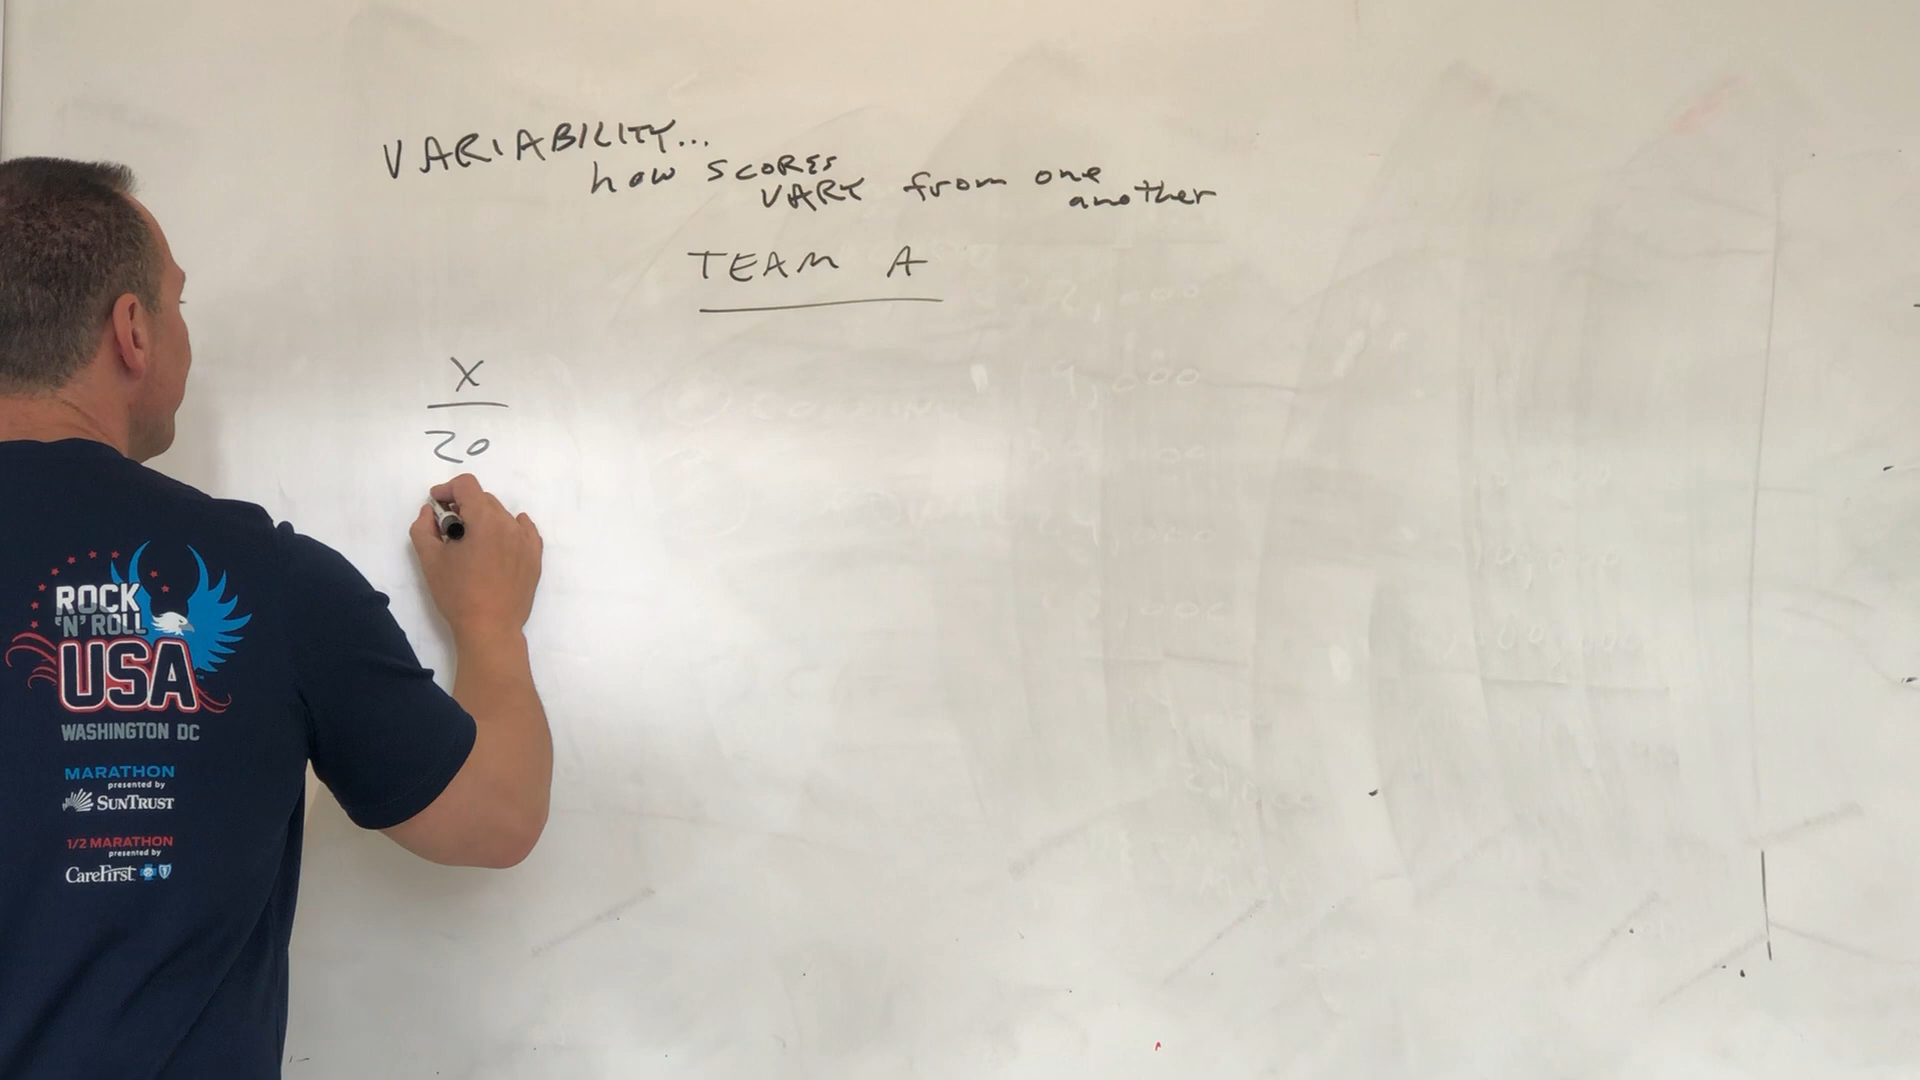 VARIABILITY...
how SCORES
VARY from one
another
TEAM A
X
20
ROCK
'N' ROLL
USA
WASHINGTON DC
MARATHON
presented by
SUNTRUST
1/2 MARATHON
presented by
CareFirst